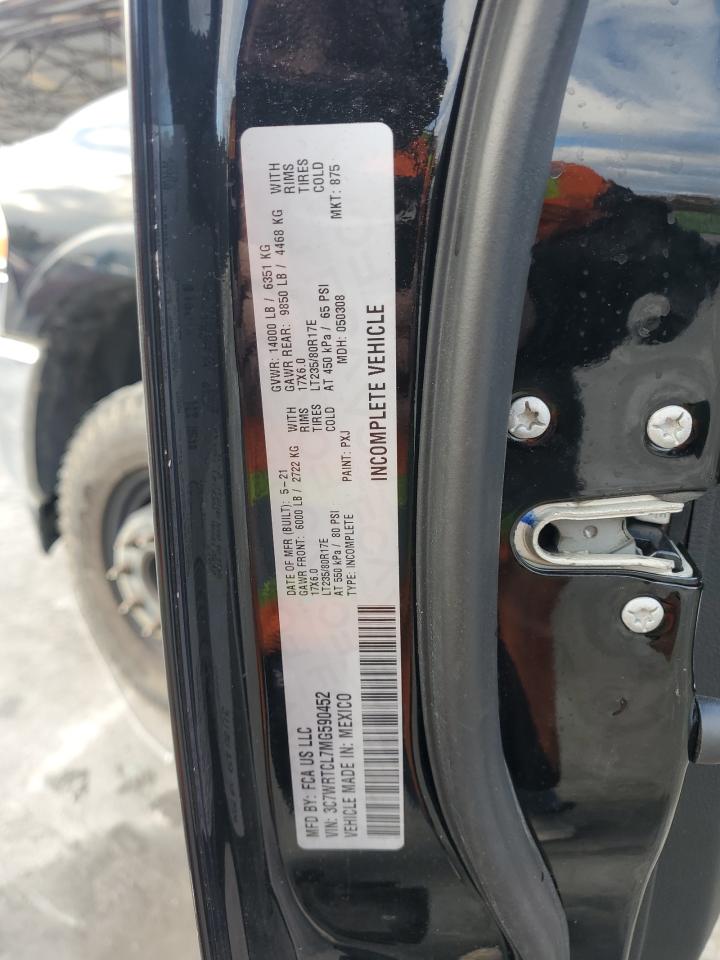 MFD BY: FCA US LLC
VIN: 3C7WRTCL7MG590452
VEHICLE MADE IN: MEXICO
DATE OF MFR (BUILT): 5-21 GVWR: 14000 LB / 6351 KG
GAWR FRONT: 6000 LB / 2722 KG WITH GAWR REAR: 9850 LB / 4468 KG WITH
17X6.0 RIMS 17X6.0 RIMS
LT235/80R17E TIRES LT235/80R17E TIRES
AT 550 kPa / 80 PSI COLD AT 450 kPa / 65 PSI COLD
TYPE: INCOMPLETE PAINT: PXJ MDH: 050308 MKT: 875
INCOMPLETE VEHICLE